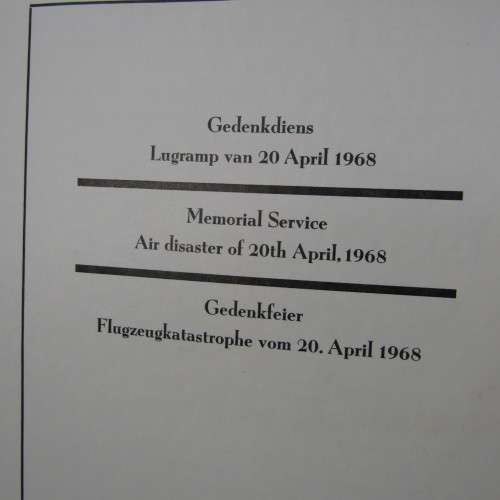 Gedenkdiens
Lugramp van 20 April 1968
Memorial Service
Air disaster of 20th April, 1968
Gedenkfeier
Flugzeugkatastrophe vom 20. April 1968